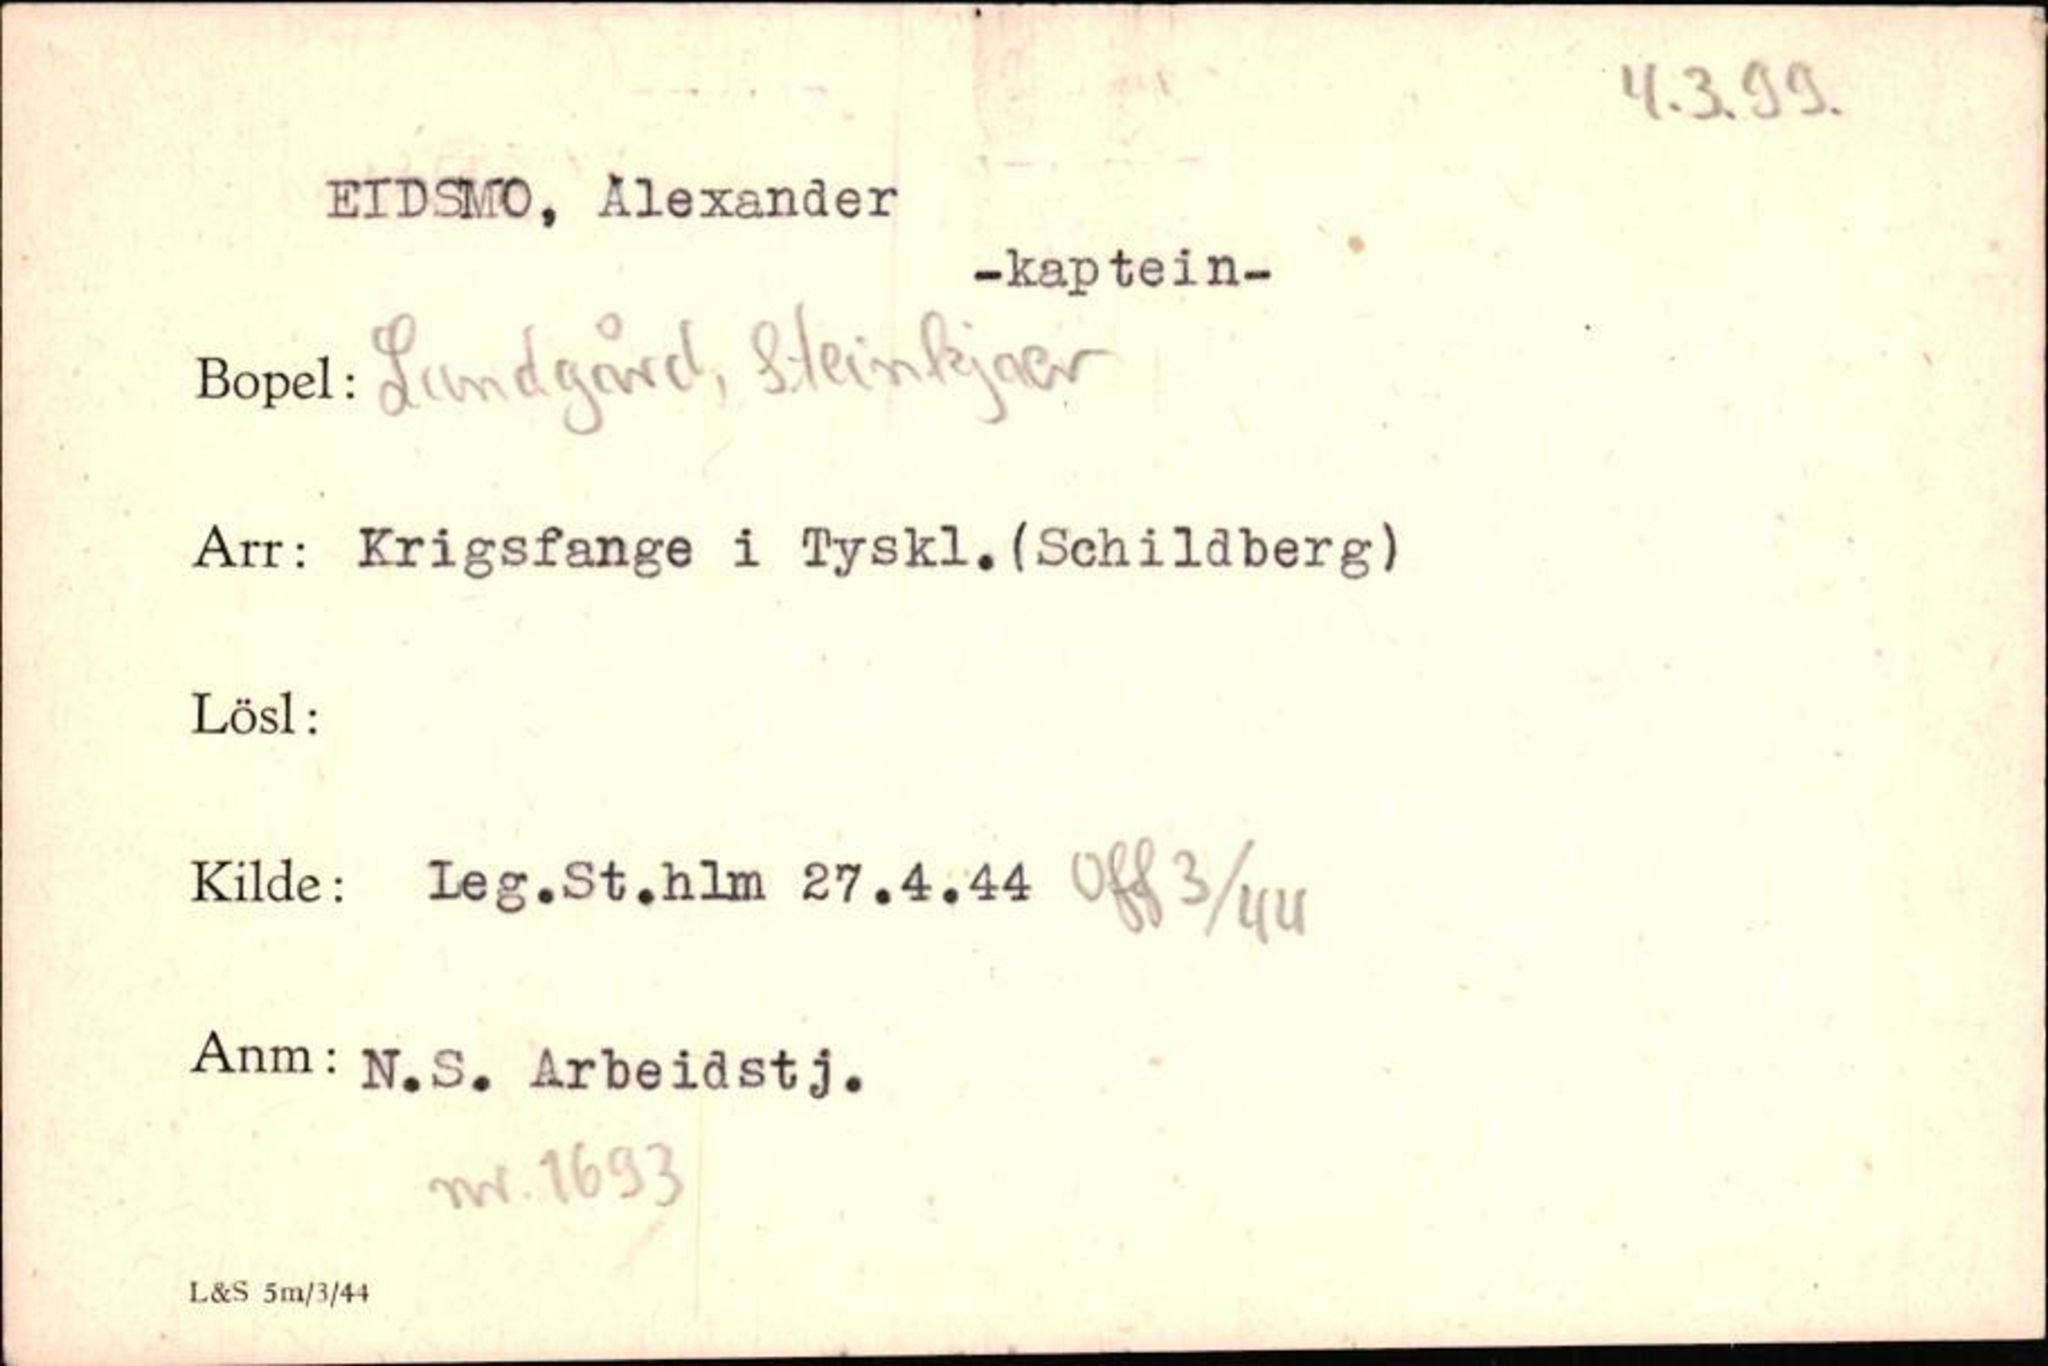 4.3.99.
EIDSMO, Alexander
-kaptein-
Bopel: Lundgård, Steinkjaer
Arr: Krigsfange i Tyskl.(Schildberg)
Lösl:
Kilde: Leg.St.hlm 27.4.44 Off 3/44
Anm: N.S. Arbeidstj.
nr. 1693
L&S 5m/3/44